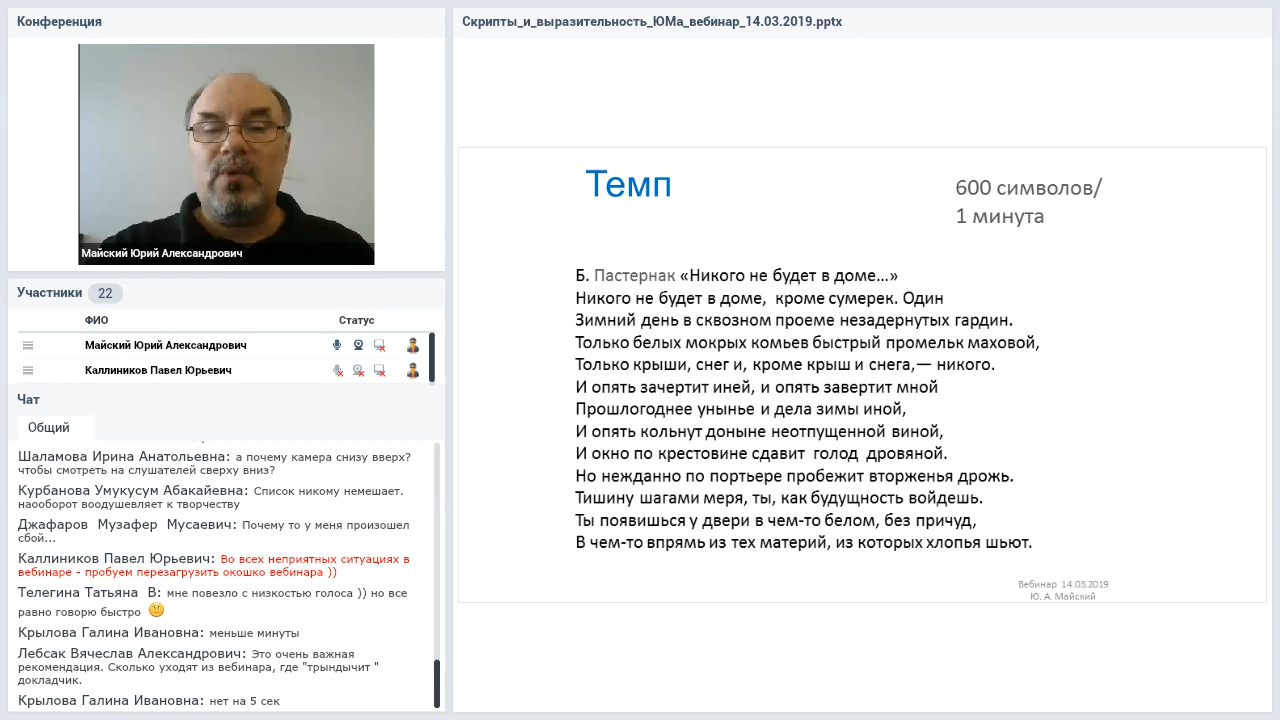 Конференция
Майский Юрий Александрович
Участники 22
ФИО Статус
Майский Юрий Александрович
Каллиников Павел Юрьевич
Чат
Общий
Шаламова Ирина Анатольевна: а почему камера снизу вверх?
чтобы смотреть на слушателей сверху вниз?
Курбанова Умукусум Абакайевна: Список никому немешает.
наооборот воодушевляет к творчеству
Джафаров Музафер Мусаевич: Почему то у меня произошел
сбой...
Каллиников Павел Юрьевич: Во всех неприятных ситуациях в
вебинаре - пробуем перезагрузить окошко вебинара ))
Телегина Татьяна В: мне повезло с низкостью голоса )) но все
равно говорю быстро
Крылова Галина Ивановна: меньше минуты
Лебсак Вячеслав Александрович: Это очень важная
рекомендация. Сколько уходят из вебинара, где "трындычит "
докладчик.
Крылова Галина Ивановна: нет на 5 сек
Скрипты_и_выразительность_ЮМа_вебинар_14.03.2019.pptx
Темп
600 символов/
1 минута
Б. Пастернак «Никого не будет в доме…»
Никого не будет в доме, кроме сумерек. Один
Зимний день в сквозном проеме незадернутых гардин.
Только белых мокрых комьев быстрый промельк маховой,
Только крыши, снег и, кроме крыш и снега,— никого.
И опять зачертит иней, и опять завертит мной
Прошлогоднее унынье и дела зимы иной,
И опять кольнут доныне неотпущенной виной,
И окно по крестовине сдавит голод дровяной.
Но нежданно по портьере пробежит вторженья дрожь.
Тишину шагами меря, ты, как будущность войдешь.
Ты появишься у двери в чем-то белом, без причуд,
В чем-то впрямь из тех материй, из которых хлопья шьют.
Вебинар 14.03.2019
Ю. А. Майский